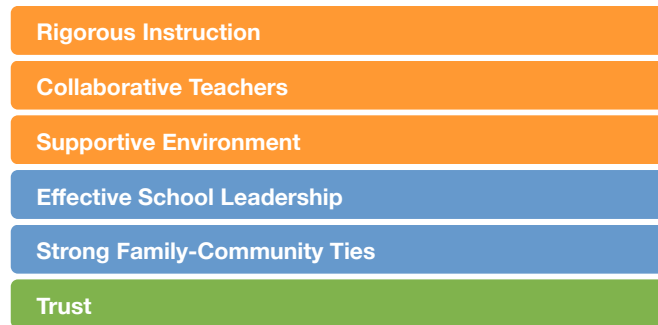 Rigorous Instruction
Collaborative Teachers
Supportive Environment
Effective School Leadership
Strong Family-Community Ties
Trust